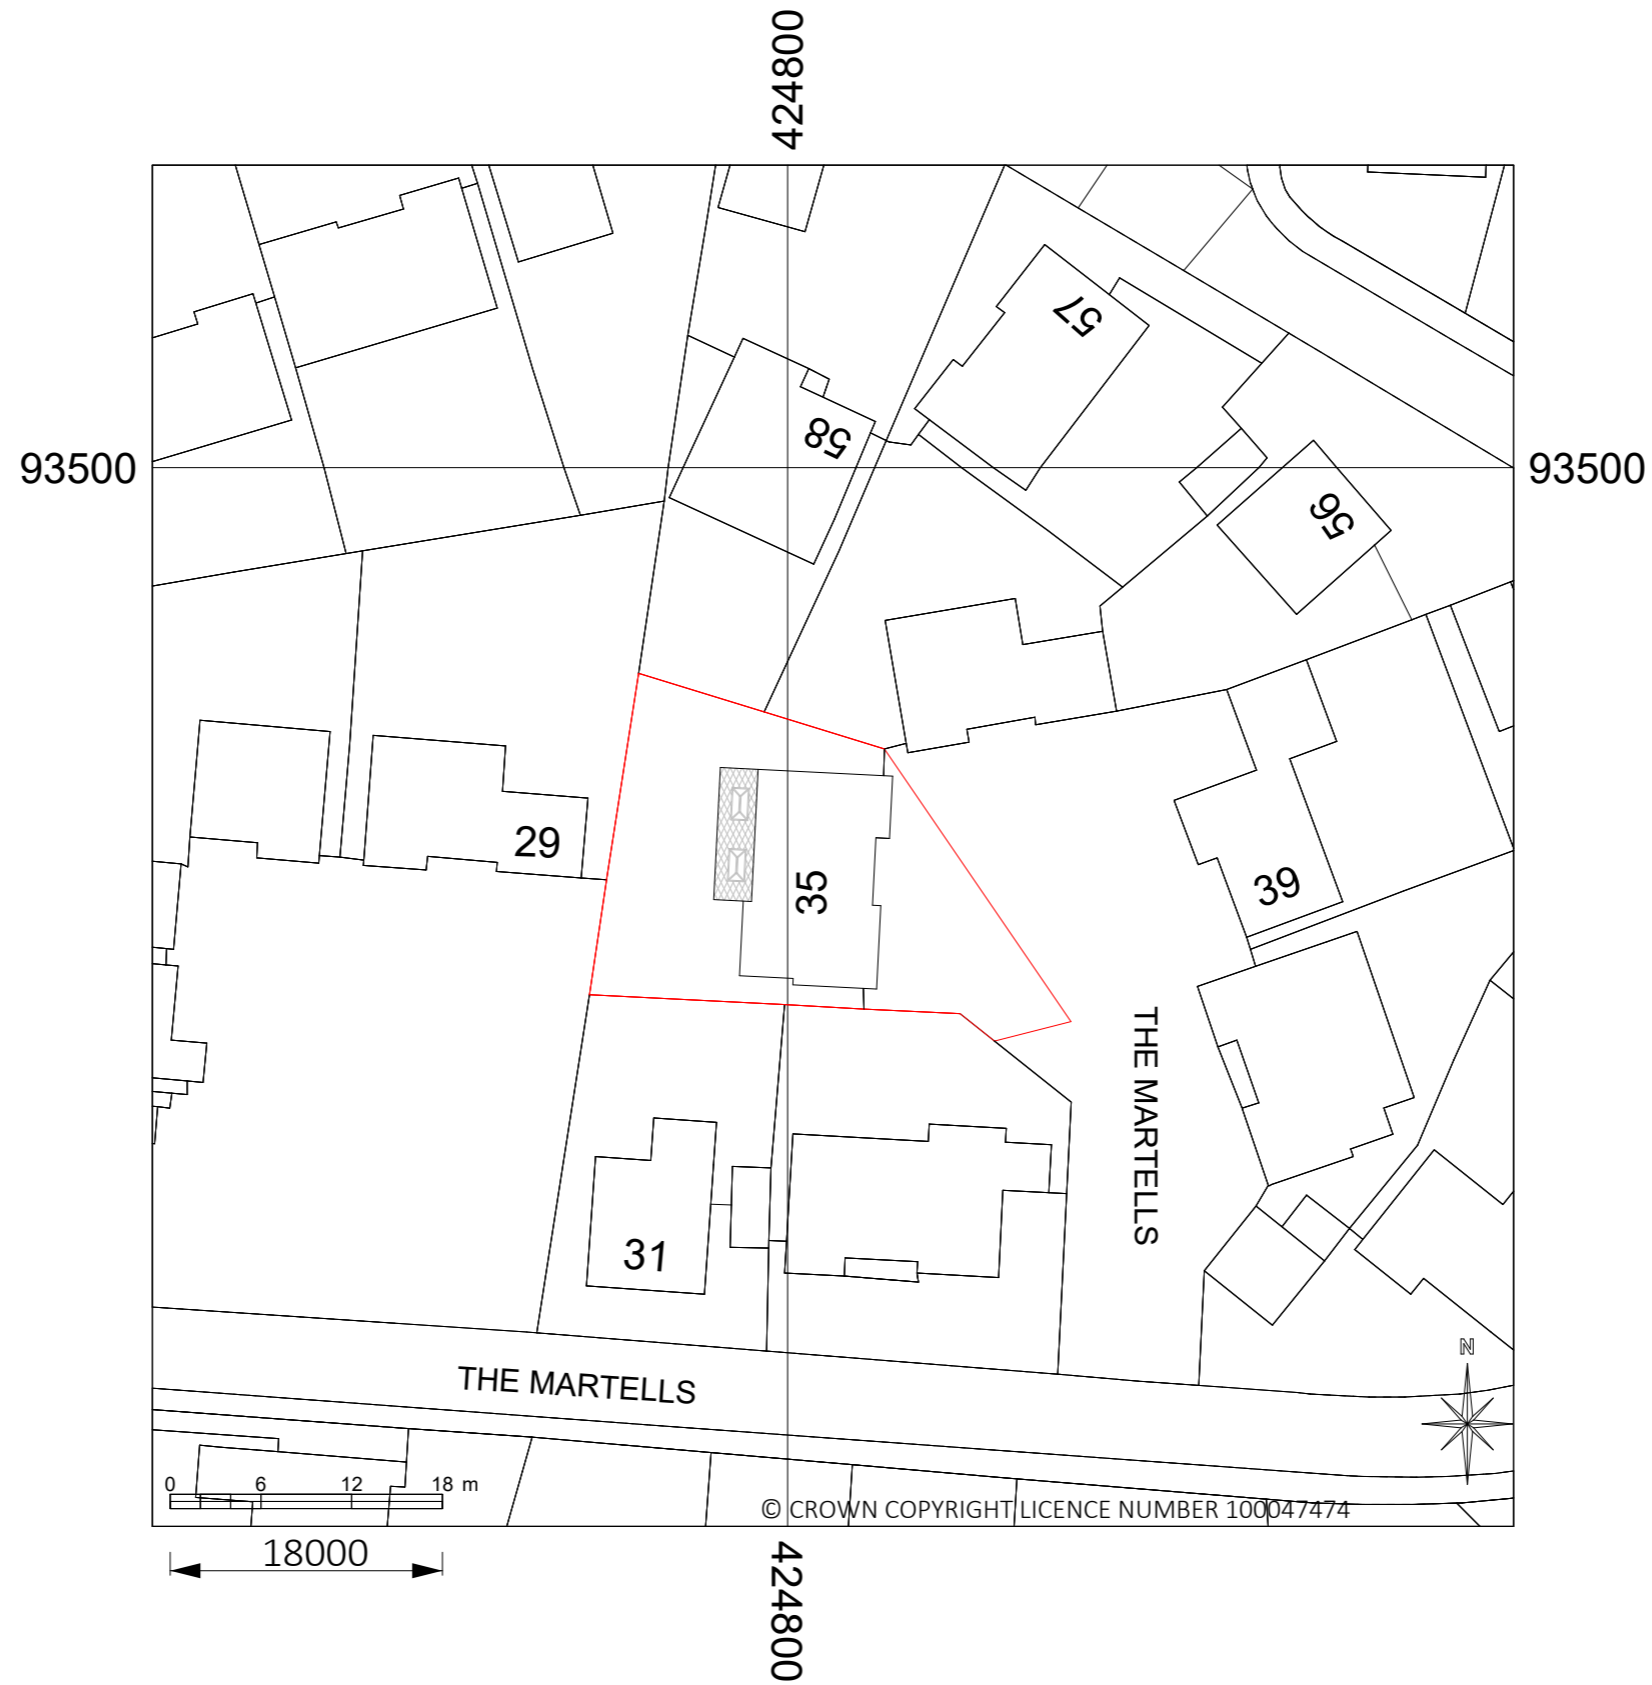 424800
57
58
93500
93500
56
29
35
39
THE MARTELLS
31
THE MARTELLS
N
0 6 12 18 m
© CROWN COPYRIGHT LICENCE NUMBER 100047474
18000
424800